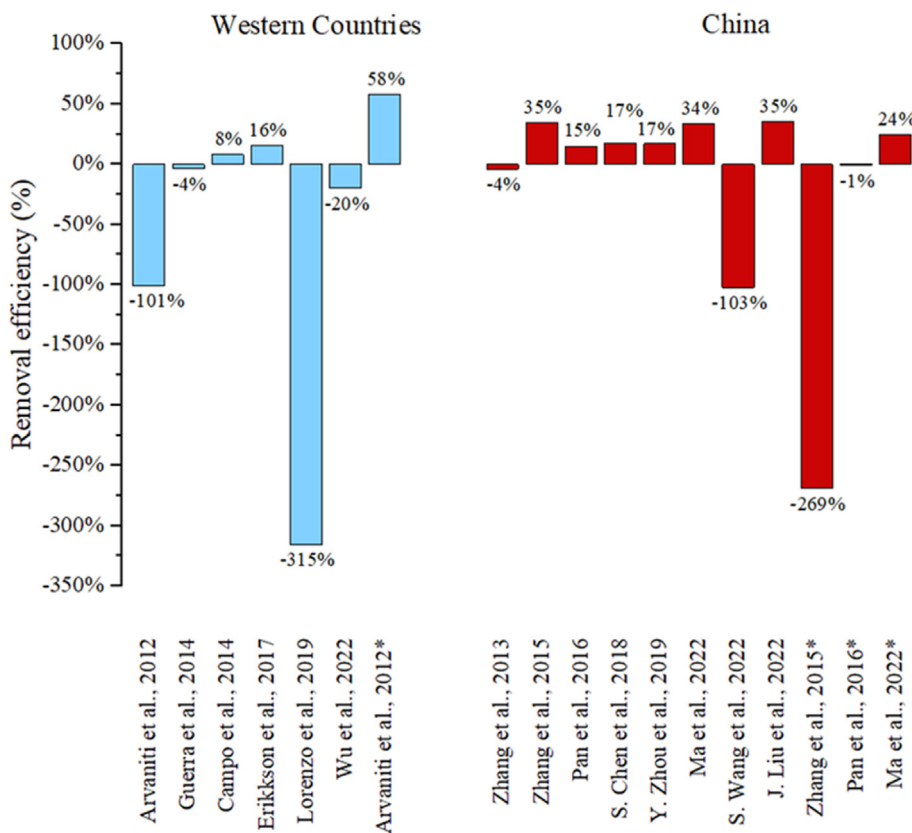 Western Countries
China
Removal efficiency (%)
100%
50%
0%
-50%
-100%
-150%
-200%
-250%
-300%
-350%
-101%
-4%
8%
16%
-315%
-20%
58%
-4%
35%
15%
17%
17%
34%
-103%
35%
-269%
-1%
24%
Arvaniti et al., 2012
Guerra et al., 2014
Campo et al., 2014
Erikkson et al., 2017
Lorenzo et al., 2019
Wu et al., 2022
Arvaniti et al., 2012*
Zhang et al., 2013
Zhang et al., 2015
Pan et al., 2016
S. Chen et al., 2018
Y. Zhou et al., 2019
Ma et al., 2022
S. Wang et al., 2022
J. Liu et al., 2022
Zhang et al., 2015*
Pan et al., 2016*
Ma et al., 2022*